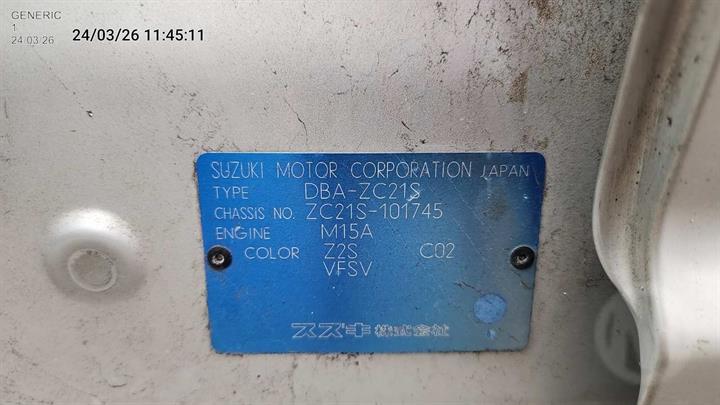 GENERIC
1
24/03/26
24/03/26 11:45:11
SUZUKI MOTOR CORPORATION JAPAN
TYPE DBA-ZC21S
CHASSIS NO. ZC21S-101745
ENGINE M15A
COLOR Z2S C02
VFSV
スズキ株式会社